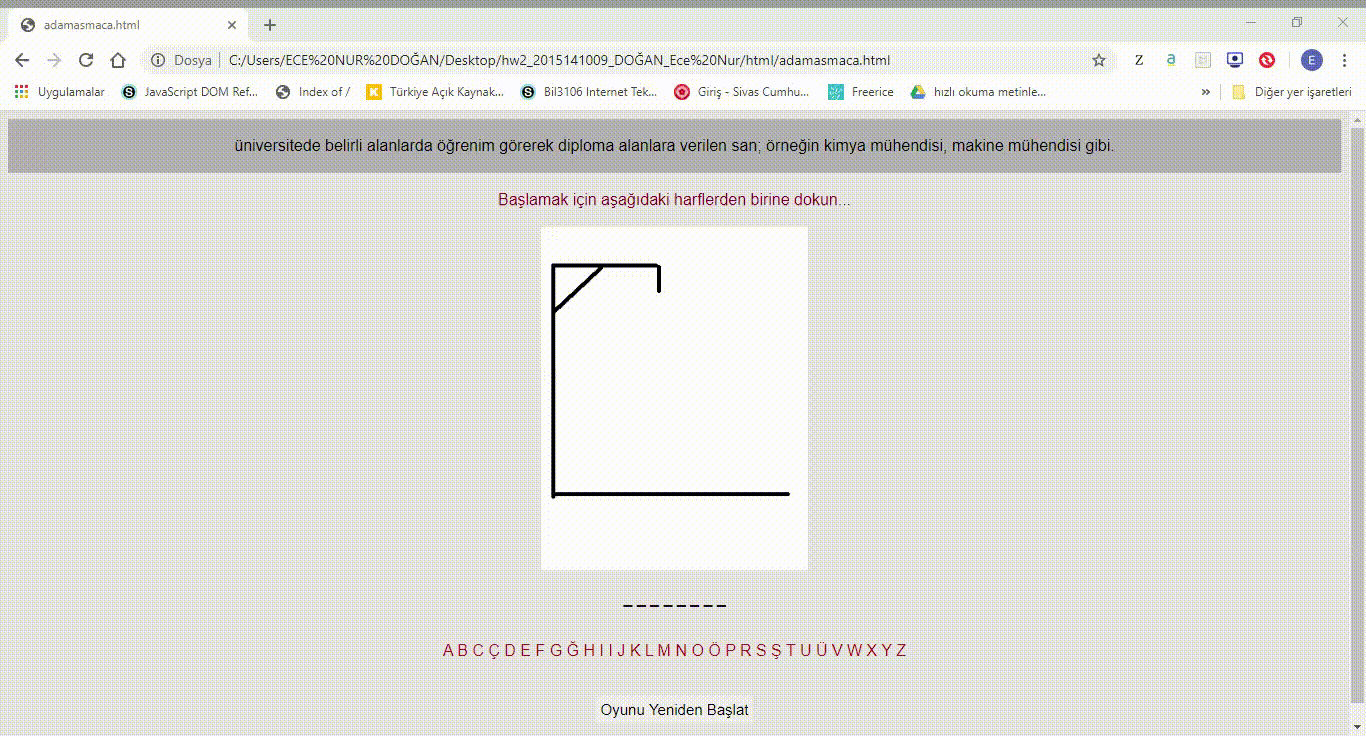 adamasmaca.html
Dosya C:/Users/ECE%20NUR%20DOĞAN/Desktop/hw2_2015141009_DOĞAN_Ece%20Nur/html/adamasmaca.html
Uygulamalar JavaScript DOM Ref... Index of / Türkiye Açık Kaynak... Bil3106 Internet Tek... Giriş - Sivas Cumhu... Freerice hızlı okuma metinle... » Diğer yer işaretleri
üniversitede belirli alanlarda öğrenim görerek diploma alanlara verilen san; örneğin kimya mühendisi, makine mühendisi gibi.
Başlamak için aşağıdaki harflerden birine dokun...
_ _ _ _ _ _ _ _
A B C Ç D E F G Ğ H I İ J K L M N O Ö P R S Ş T U Ü V W X Y Z
Oyunu Yeniden Başlat